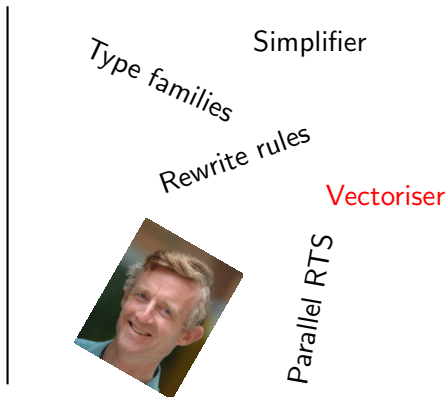 Simplifier
Type families
Rewrite rules
Vectoriser
Parallel RTS